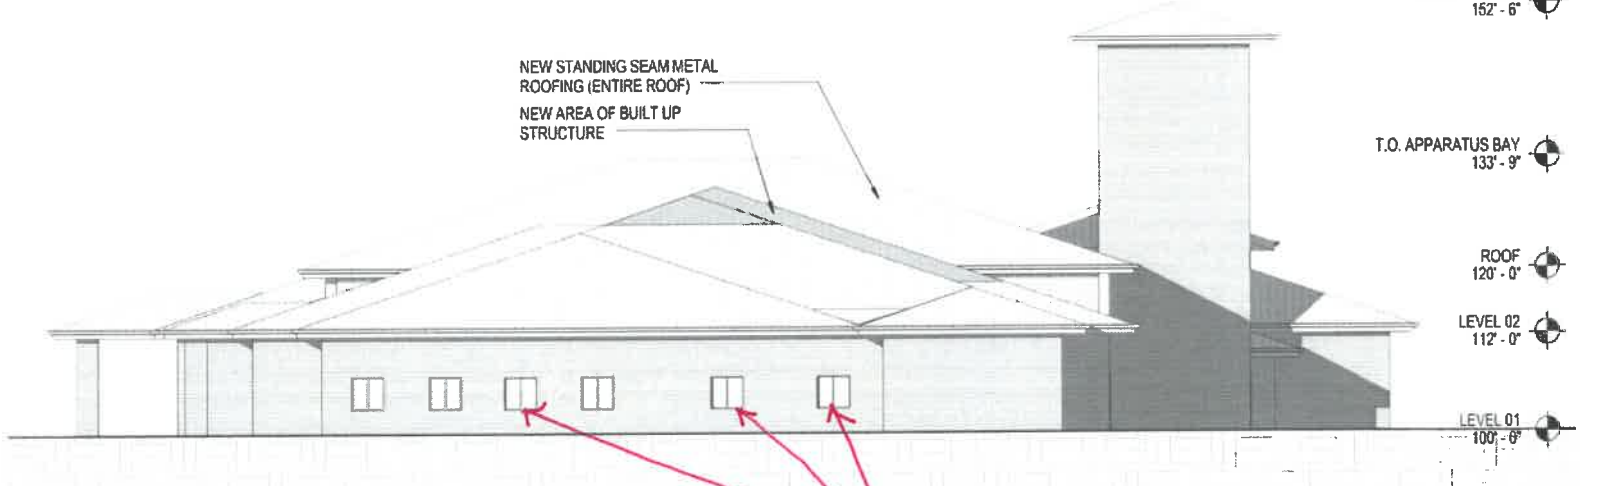 152' - 6"
NEW STANDING SEAM METAL
ROOFING (ENTIRE ROOF)
NEW AREA OF BUILT UP
STRUCTURE
T.O. APPARATUS BAY
133' - 9"
ROOF
120' - 0"
LEVEL 02
112' - 0"
LEVEL 01
100' - 0"